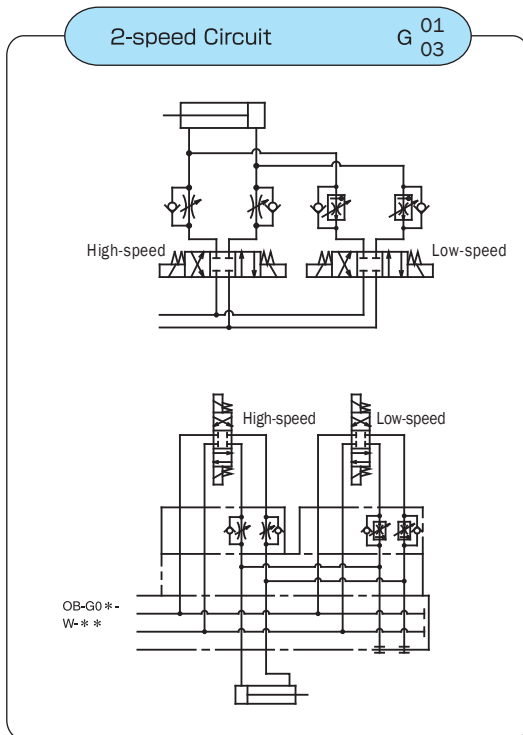 2-speed Circuit
G 01
03
High-speed
Low-speed
High-speed
Low-speed
OB-G0＊-
W-＊＊